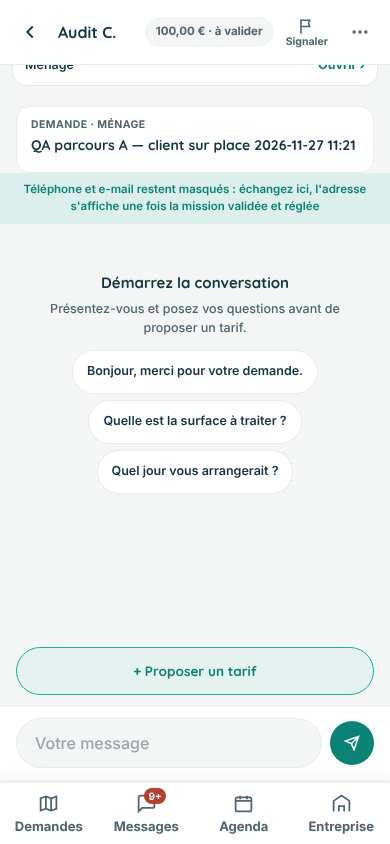 Audit C.
100,00 € · à valider
Signaler
Ménage
Ouvrir ›
DEMANDE · MÉNAGE
QA parcours A — client sur place 2026-11-27 11:21
Téléphone et e-mail restent masqués : échangez ici, l'adresse
s'affiche une fois la mission validée et réglée
Démarrez la conversation
Présentez-vous et posez vos questions avant de
proposer un tarif.
Bonjour, merci pour votre demande.
Quelle est la surface à traiter ?
Quel jour vous arrangerait ?
+ Proposer un tarif
Votre message
9+
Demandes
Messages
Agenda
Entreprise